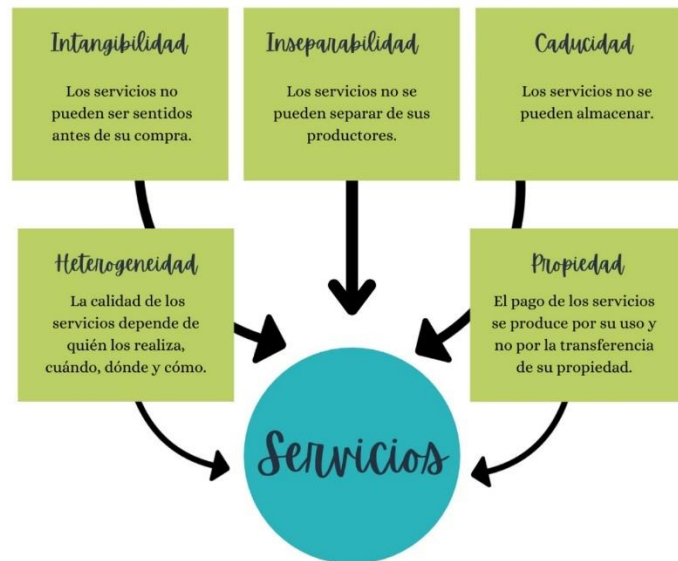 Intangibilidad
Los servicios no
pueden ser sentidos
antes de su compra.
Inseparabilidad
Los servicios no se
pueden separar de sus
productores.
Caducidad
Los servicios no se
pueden almacenar.
Heterogeneidad
La calidad de los
servicios depende de
quién los realiza,
cuándo, dónde y cómo.
Propiedad
El pago de los servicios
se produce por su uso y
no por la transferencia
de su propiedad.
Servicios